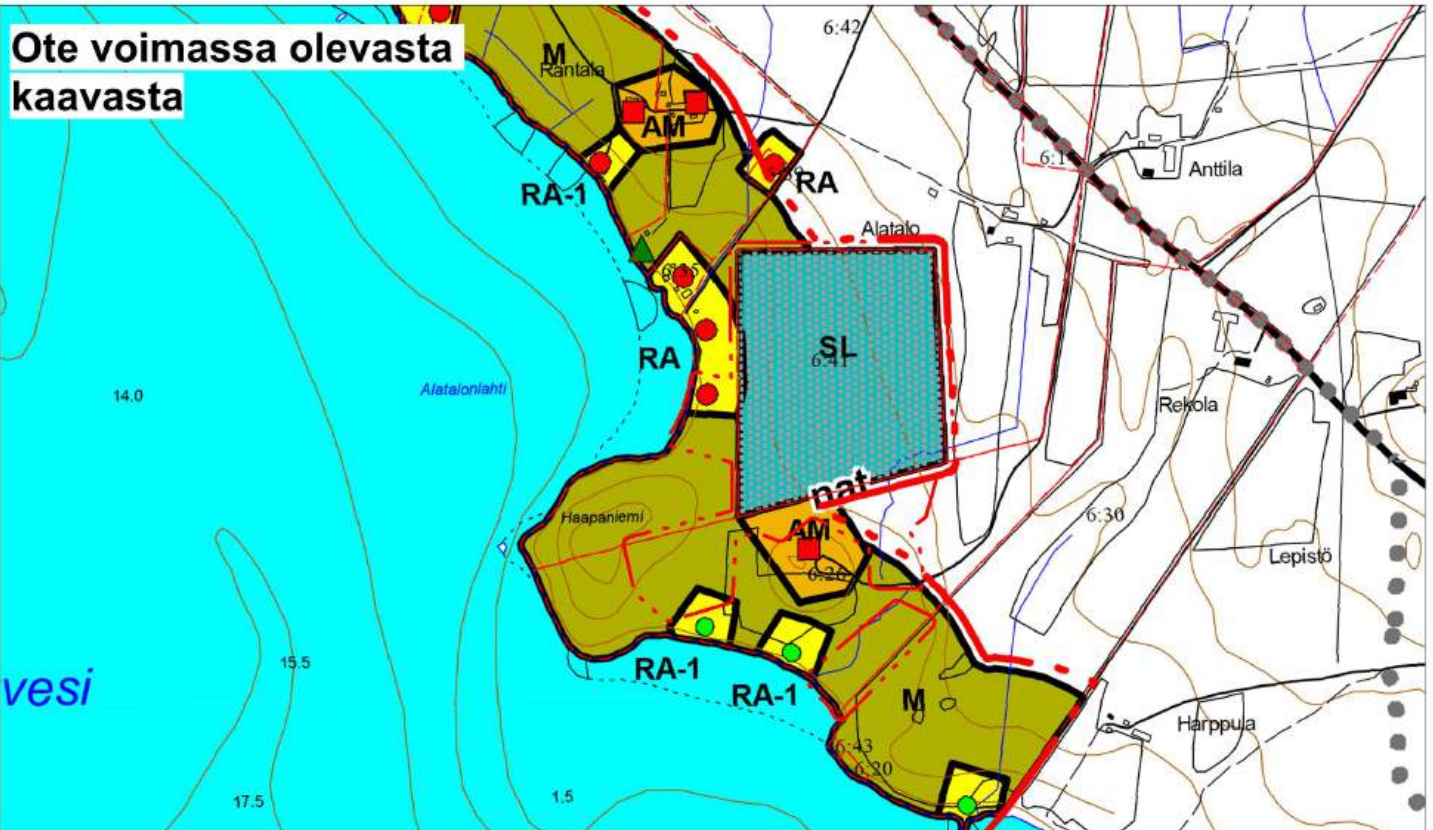 Ote voimassa olevasta
kaavasta
6:42
M
Rantala
AM
6:1
Anttila
RA-1
RA
Alatalo
RA
SL
6:41
14.0
Alatalonlahti
Rekola
nat
Haapaniemi
AM
6:30
6:26
Lepistö
15.5
RA-1
RA-1
vesi
M
Harppula
6:43
6:20
17.5
1.5